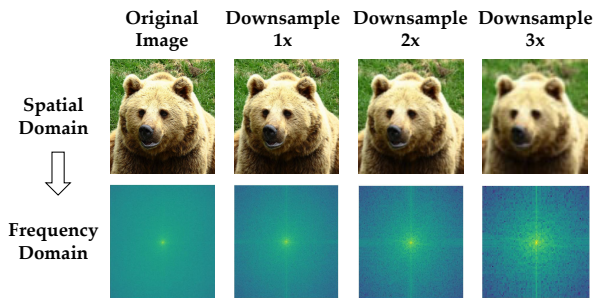 Original Image
Downsample 1x
Downsample 2x
Downsample 3x
Spatial Domain
Frequency Domain